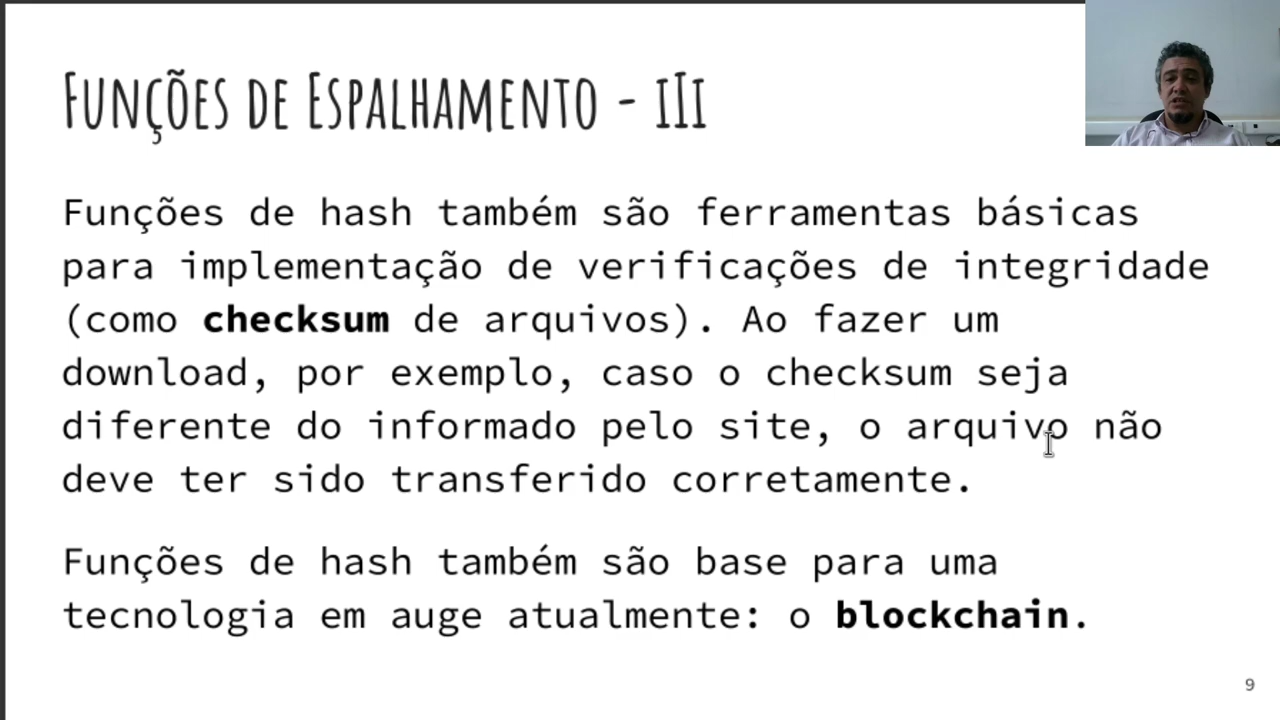 Funções de Espalhamento - III
Funções de hash também são ferramentas básicas
para implementação de verificações de integridade
(como checksum de arquivos). Ao fazer um
download, por exemplo, caso o checksum seja
diferente do informado pelo site, o arquivo não
deve ter sido transferido corretamente.
Funções de hash também são base para uma
tecnologia em auge atualmente: o blockchain.
9